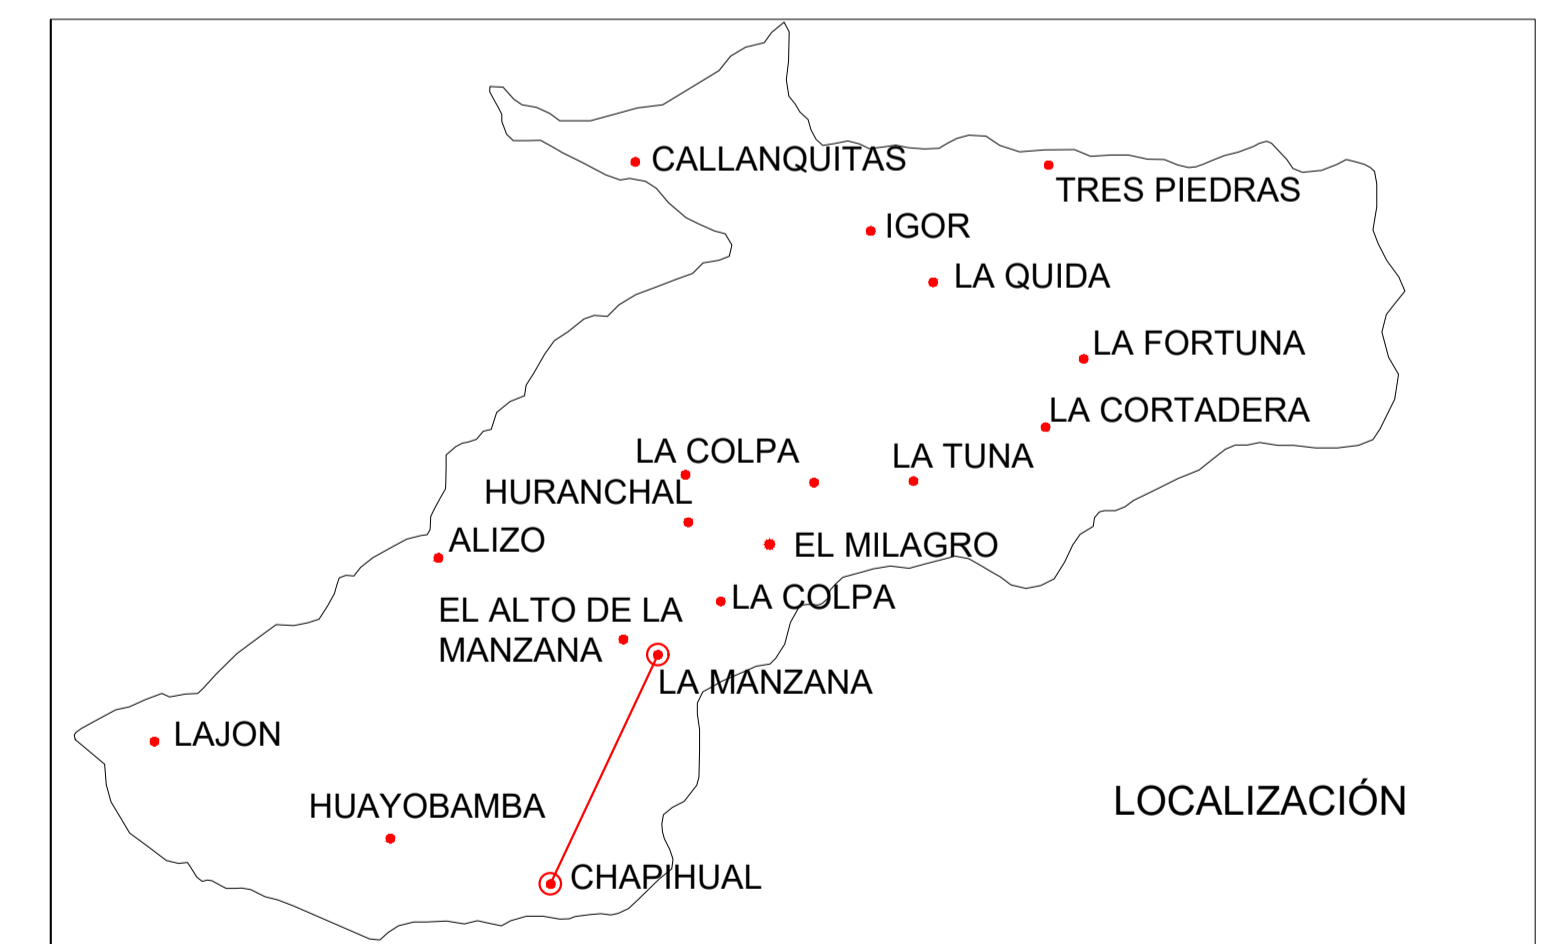 CALLANQUITAS
TRES PIEDRAS
IGOR
LA QUIDA
LA FORTUNA
LA CORTADERA
LA COLPA
LA TUNA
HURANCHAL
ALIZO
EL MILAGRO
LA COLPA
EL ALTO DE LA
MANZANA
LA MANZANA
LAJON
HUAYOBAMBA
LOCALIZACIÓN
CHAPIHUAL